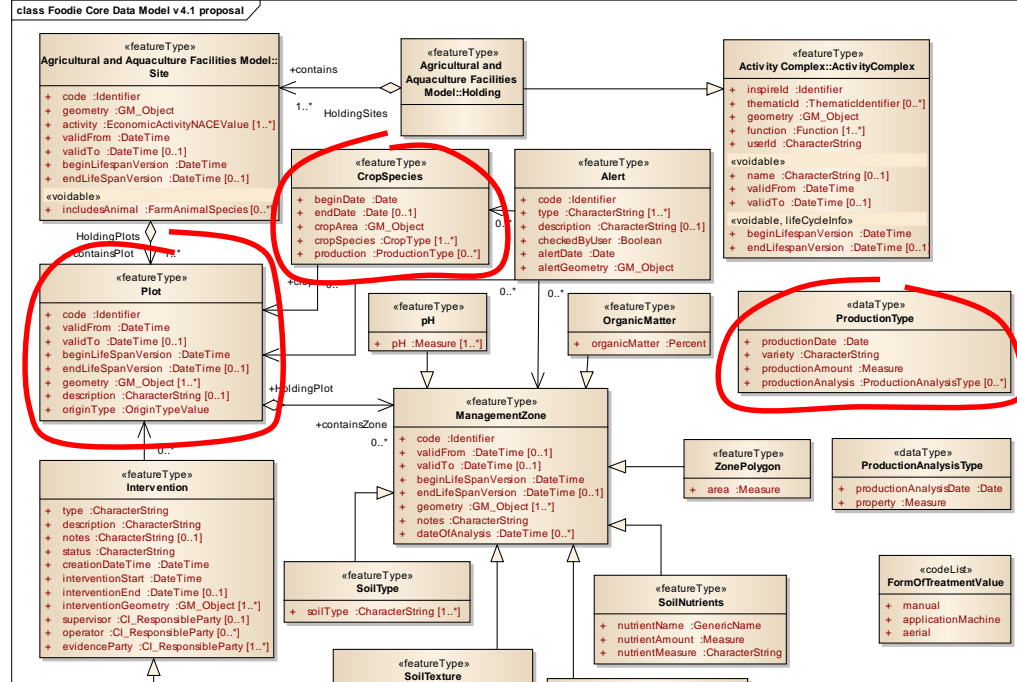 class Foodie Core Data Model v4.1 proposal
«featureType»
Agricultural and Aquaculture Facilities Model::
Site
+ code :Identifier
+ geometry :GM_Object
+ activity :EconomicActivityNACEValue [1..*]
+ validFrom :DateTime
+ validTo :DateTime [0..1]
+ beginLifespanVersion :DateTime
+ endLifeSpanVersion :DateTime [0..1]
«voidable»
+ includesAnimal :FarmAnimalSpecies [0..*]
+contains
1..*
HoldingSites
«featureType»
Agricultural and
Aquaculture Facilities
Model::Holding
«featureType»
Activity Complex::ActivityComplex
+ inspireId :Identifier
+ thematicId :ThematicIdentifier [0..*]
+ geometry :GM_Object
+ function :Function [1..*]
+ userId :CharacterString
«voidable»
+ name :CharacterString [0..1]
+ validFrom :DateTime
+ validTo :DateTime [0..1]
«voidable, lifeCycleInfo»
+ beginLifespanVersion :DateTime
+ endLifespanVersion :DateTime [0..1]
«featureType»
CropSpecies
+ beginDate :Date
+ endDate :Date [0..1]
+ cropArea :GM_Object
+ cropSpecies :CropType [1..*]
+ production :ProductionType [0..*]
«featureType»
Alert
+ code :Identifier
+ type :CharacterString [1..*]
+ description :CharacterString [0..1]
+ checkedByUser :Boolean
+ alertDate :Date
+ alertGeometry :GM_Object
0..*
HoldingPlots
containsPlot
1..*
«featureType»
Plot
+ code :Identifier
+ validFrom :DateTime
+ validTo :DateTime [0..1]
+ beginLifeSpanVersion :DateTime
+ endLifeSpanVersion :DateTime [0..1]
+ geometry :GM_Object [1..*]
+ description :CharacterString [0..1]
+ originType :OriginTypeValue
0..*
0..*
0..*
«featureType»
pH
+ pH :Measure [1..*]
«featureType»
OrganicMatter
+ organicMatter :Percent
«dataType»
ProductionType
+ productionDate :Date
+ variety :CharacterString
+ productionAmount :Measure
+ productionAnalysis :ProductionAnalysisType [0..*]
+HoldingPlot
+containsZone
0..*
«featureType»
ManagementZone
+ code :Identifier
+ validFrom :DateTime [0..1]
+ validTo :DateTime [0..1]
+ beginLifeSpanVersion :DateTime
+ endLifeSpanVersion :DateTime [0..1]
+ geometry :GM_Object [1..*]
+ notes :CharacterString
+ dateOfAnalysis :DateTime [0..*]
«featureType»
ZonePolygon
+ area :Measure
«dataType»
ProductionAnalysisType
+ productionAnalysisDate :Date
+ property :Measure
0..*
«featureType»
Intervention
+ type :CharacterString
+ description :CharacterString
+ notes :CharacterString [0..1]
+ status :CharacterString
+ creationDateTime :DateTime
+ interventionStart :DateTime
+ interventionEnd :DateTime [0..1]
+ interventionGeometry :GM_Object [1..*]
+ supervisor :CI_ResponsibleParty [0..1]
+ operator :CI_ResponsibleParty [0..*]
+ evidenceParty :CI_ResponsibleParty [1..*]
«featureType»
SoilType
+ soilType :CharacterString [1..*]
«featureType»
SoilNutrients
+ nutrientName :GenericName
+ nutrientAmount :Measure
+ nutrientMeasure :CharacterString
«codeList»
FormOfTreatmentValue
+ manual
+ applicationMachine
+ aerial
«featureType»
SoilTexture